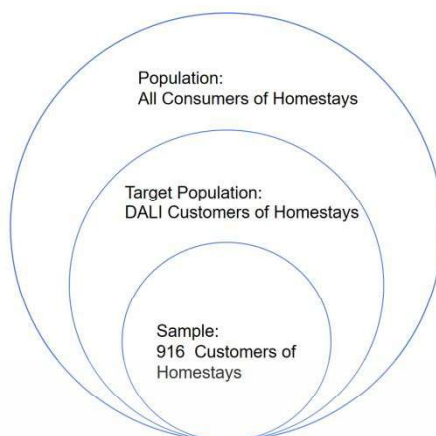 Population:
All Consumers of Homestays
Target Population:
DALI Customers of Homestays
Sample:
916 Customers of
Homestays